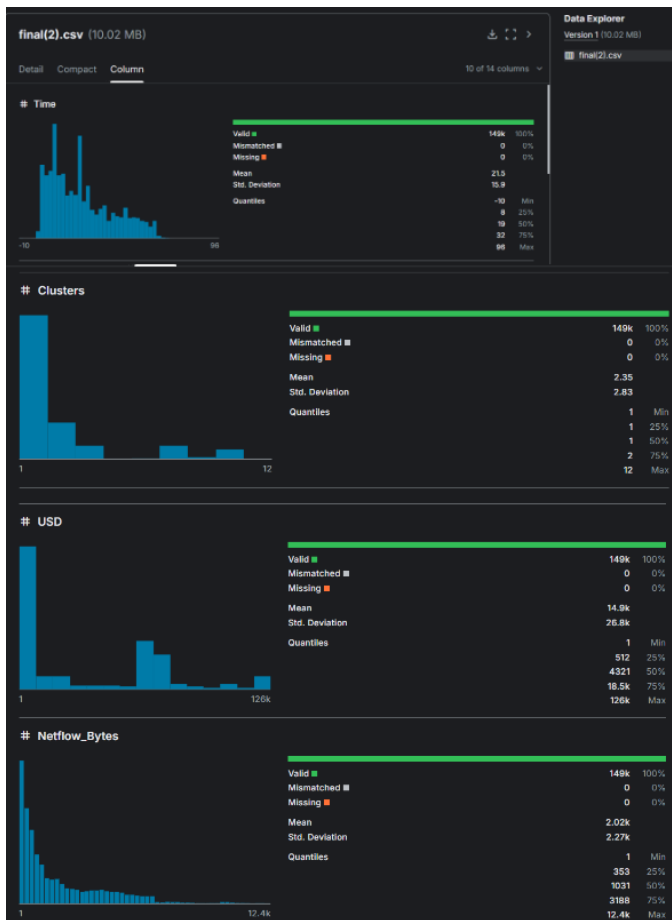 final(2).csv (10.02 MB)
Detail Compact Column 10 of 14 columns
Data Explorer
Version 1 (10.02 MB)
final(2).csv
# Time
Valid 149k 100%
Mismatched 0 0%
Missing 0 0%
Mean 21.5
Std. Deviation 15.9
Quantiles -10 Min
8 25%
19 50%
32 75%
96 Max
-10 96
# Clusters
Valid 149k 100%
Mismatched 0 0%
Missing 0 0%
Mean 2.35
Std. Deviation 2.83
Quantiles 1 Min
1 25%
1 50%
2 75%
12 Max
1 12
# USD
Valid 149k 100%
Mismatched 0 0%
Missing 0 0%
Mean 14.9k
Std. Deviation 26.8k
Quantiles 1 Min
512 25%
4321 50%
18.5k 75%
126k Max
1 126k
# Netflow_Bytes
Valid 149k 100%
Mismatched 0 0%
Missing 0 0%
Mean 2.02k
Std. Deviation 2.27k
Quantiles 1 Min
353 25%
1031 50%
3188 75%
12.4k Max
1 12.4k